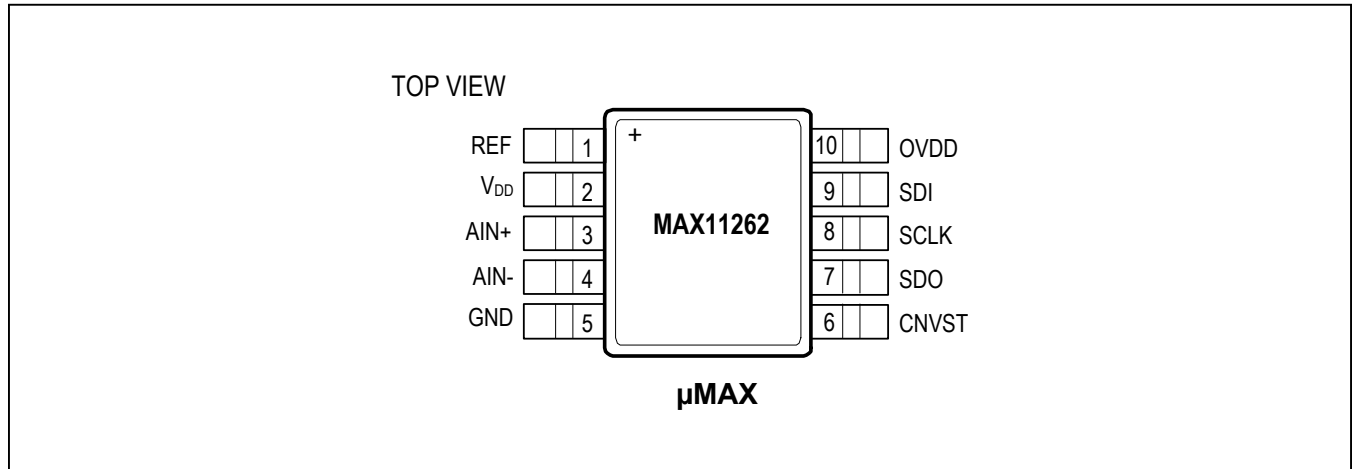 TOP VIEW
REF 1 + 10 OVDD
VDD 2 9 SDI
AIN+ 3 MAX11262 8 SCLK
AIN- 4 7 SDO
GND 5 6 CNVST
µMAX